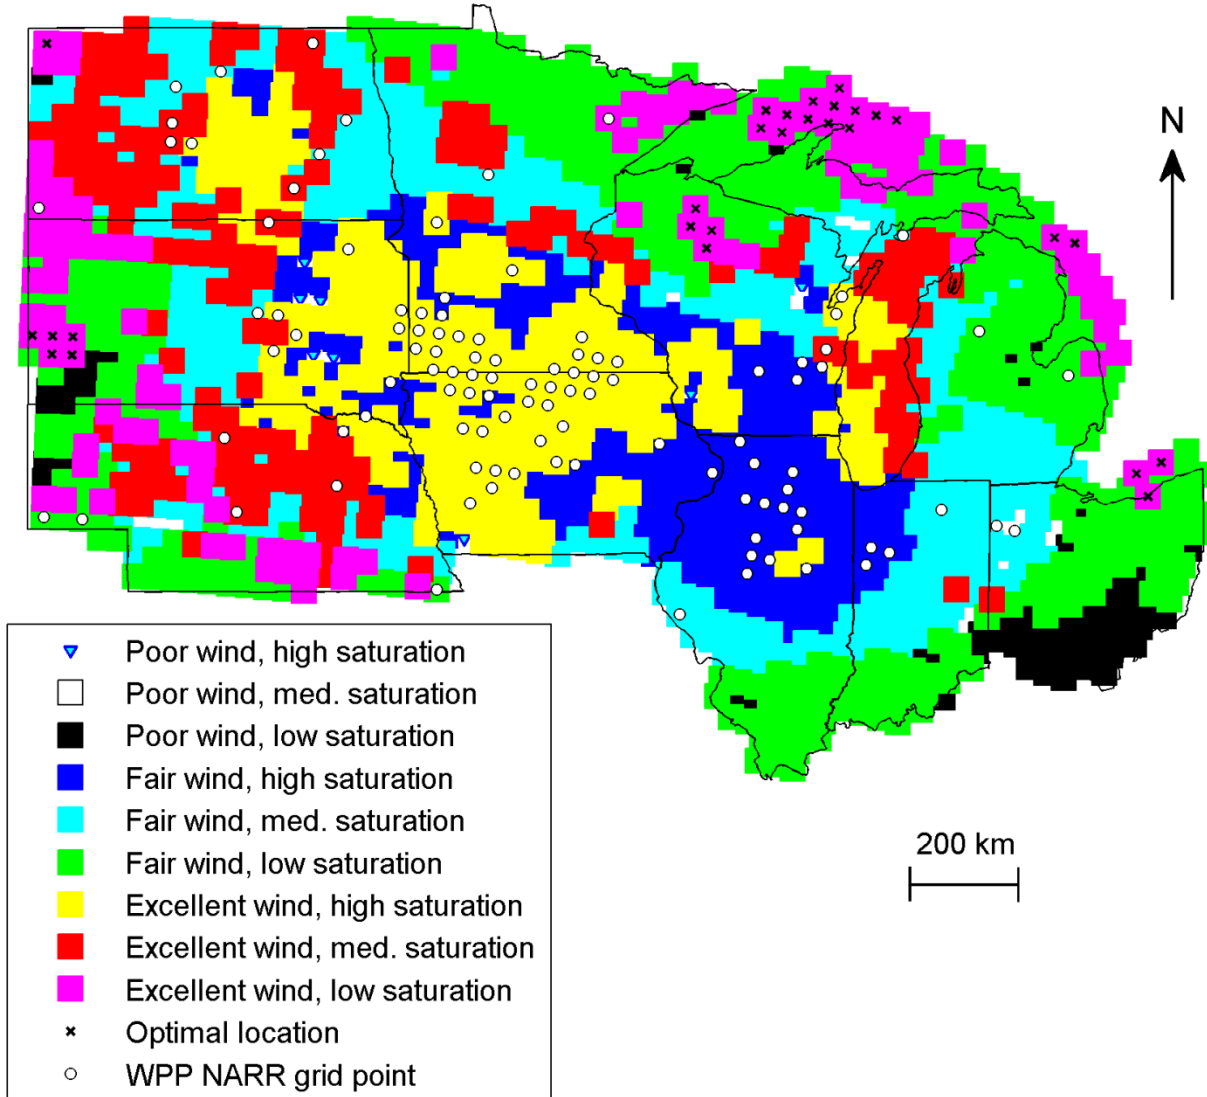 N
Poor wind, high saturation
Poor wind, med. saturation
Poor wind, low saturation
Fair wind, high saturation
Fair wind, med. saturation
Fair wind, low saturation
Excellent wind, high saturation
Excellent wind, med. saturation
Excellent wind, low saturation
Optimal location
WPP NARR grid point
200 km